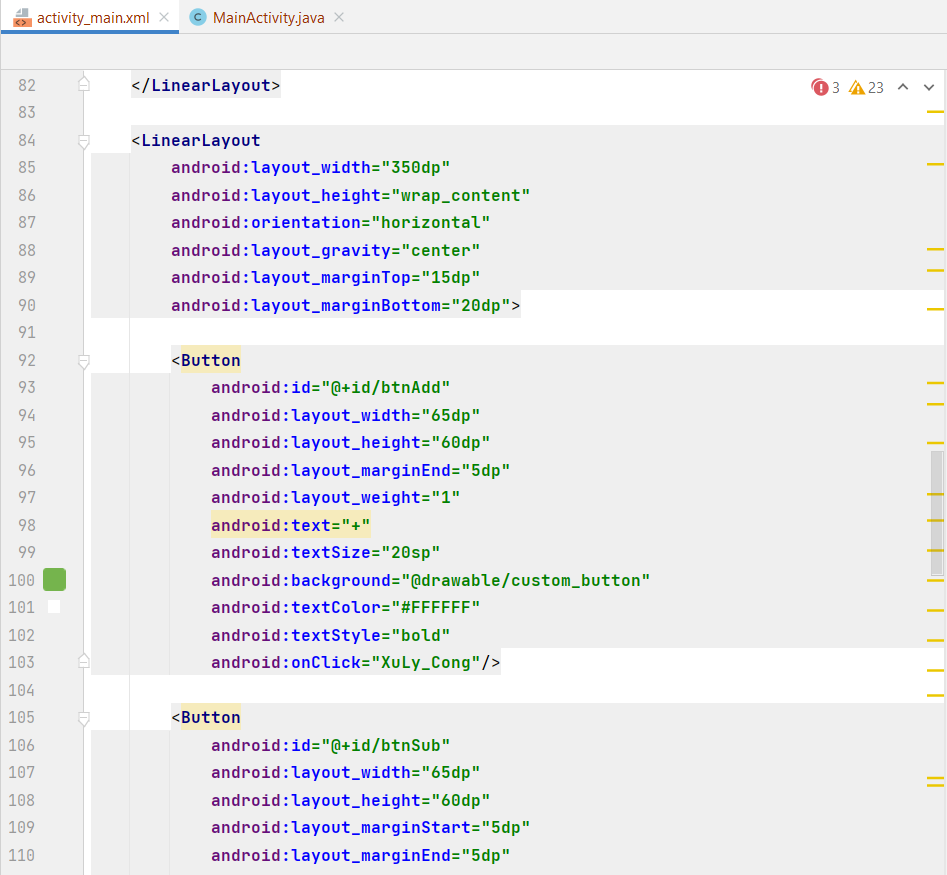 activity_main.xml MainActivity.java
3 23
82 </LinearLayout>
83
84 <LinearLayout
85 android:layout_width="350dp"
86 android:layout_height="wrap_content"
87 android:orientation="horizontal"
88 android:layout_gravity="center"
89 android:layout_marginTop="15dp"
90 android:layout_marginBottom="20dp">
91
92 <Button
93 android:id="@+id/btnAdd"
94 android:layout_width="65dp"
95 android:layout_height="60dp"
96 android:layout_marginEnd="5dp"
97 android:layout_weight="1"
98 android:text="+"
99 android:textSize="20sp"
100 android:background="@drawable/custom_button"
101 android:textColor="#FFFFFF"
102 android:textStyle="bold"
103 android:onClick="XuLy_Cong"/>
104
105 <Button
106 android:id="@+id/btnSub"
107 android:layout_width="65dp"
108 android:layout_height="60dp"
109 android:layout_marginStart="5dp"
110 android:layout_marginEnd="5dp"